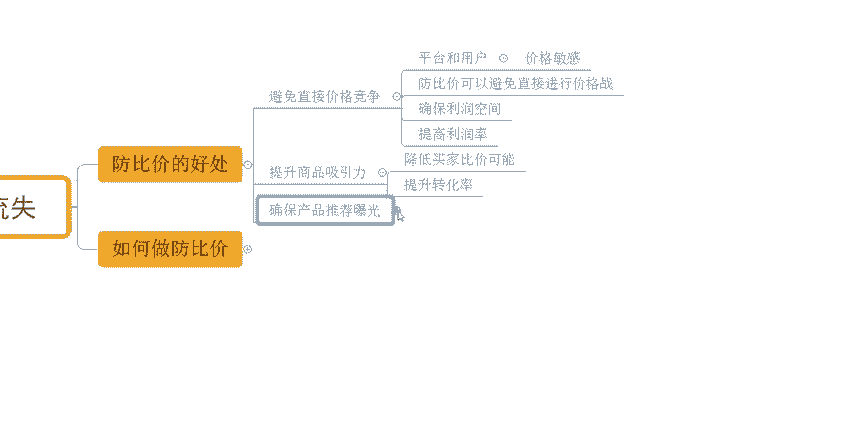 流失
防比价的好处
避免直接价格竞争
平台和用户
价格敏感
防比价可以避免直接进行价格战
确保利润空间
提高利润率
提升商品吸引力
降低买家比价可能
提升转化率
确保产品推荐曝光
如何做防比价